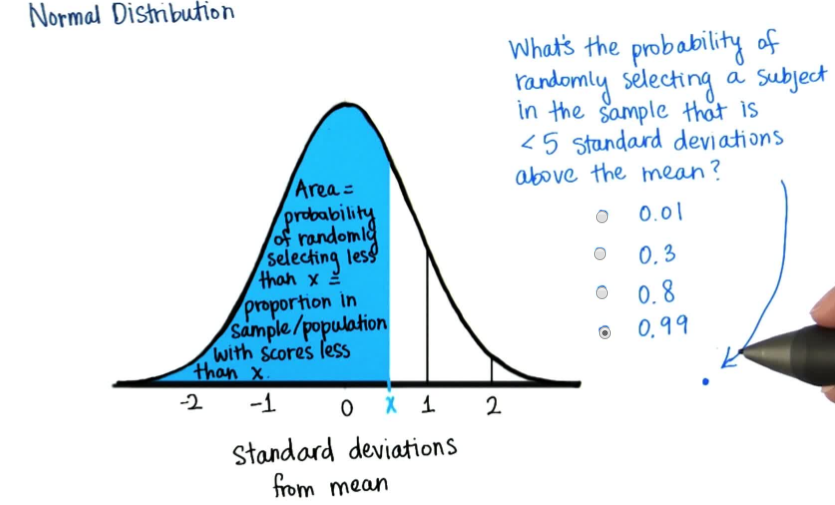 Normal Distribution
What's the probability of
randomly selecting a subject
in the sample that is
<5 standard deviations
above the mean?
0.01
0.3
0.8
0.99
Area =
probability
of randomly
selecting less
than x =
proportion in
sample/population
with scores less
than x.
-2 -1 0 x 1 2
Standard deviations
from mean